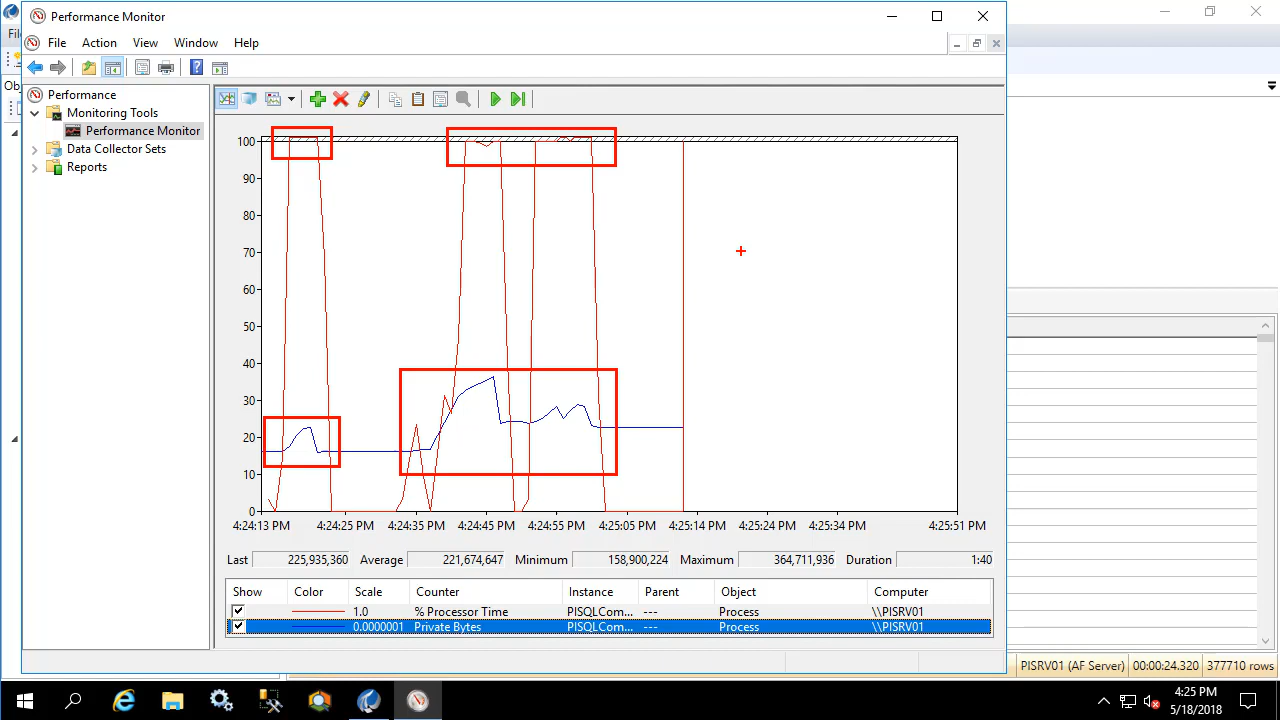 Performance Monitor
Fil
File Action View Window Help
Ob
Performance
Monitoring Tools
Performance Monitor
Data Collector Sets
Reports
100
90
80
70
60
50
40
30
20
10
0
4:24:13 PM 4:24:25 PM 4:24:35 PM 4:24:45 PM 4:24:55 PM 4:25:05 PM 4:25:14 PM 4:25:24 PM 4:25:34 PM 4:25:51 PM
Last 225,935,360 Average 221,674,647 Minimum 158,900,224 Maximum 364,711,936 Duration 1:40
Show Color Scale Counter Instance Parent Object Computer
1.0 % Processor Time PISQLCom... --- Process \\PISRV01
0.0000001 Private Bytes PISQLCom... --- Process \\PISRV01
PISRV01 (AF Server) 00:00:24.320 377710 rows
4:25 PM
5/18/2018